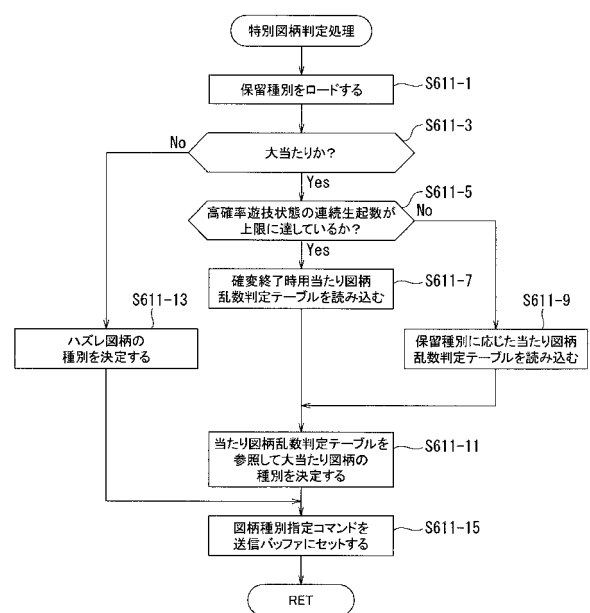 特別図柄判定処理
保留種別をロードする
S611-1
S611-3
No
大当たりか？
Yes
S611-5
高確率遊技状態の連続生起数が
上限に達しているか？
No
Yes
確変終了時用当たり図柄
乱数判定テーブルを読み込む
S611-7
S611-13
S611-9
ハズレ図柄の
種別を決定する
保留種別に応じた当たり図柄
乱数判定テーブルを読み込む
当たり図柄乱数判定テーブルを
参照して大当たり図柄の
種別を決定する
S611-11
図柄種別指定コマンドを
送信バッファにセットする
S611-15
RET